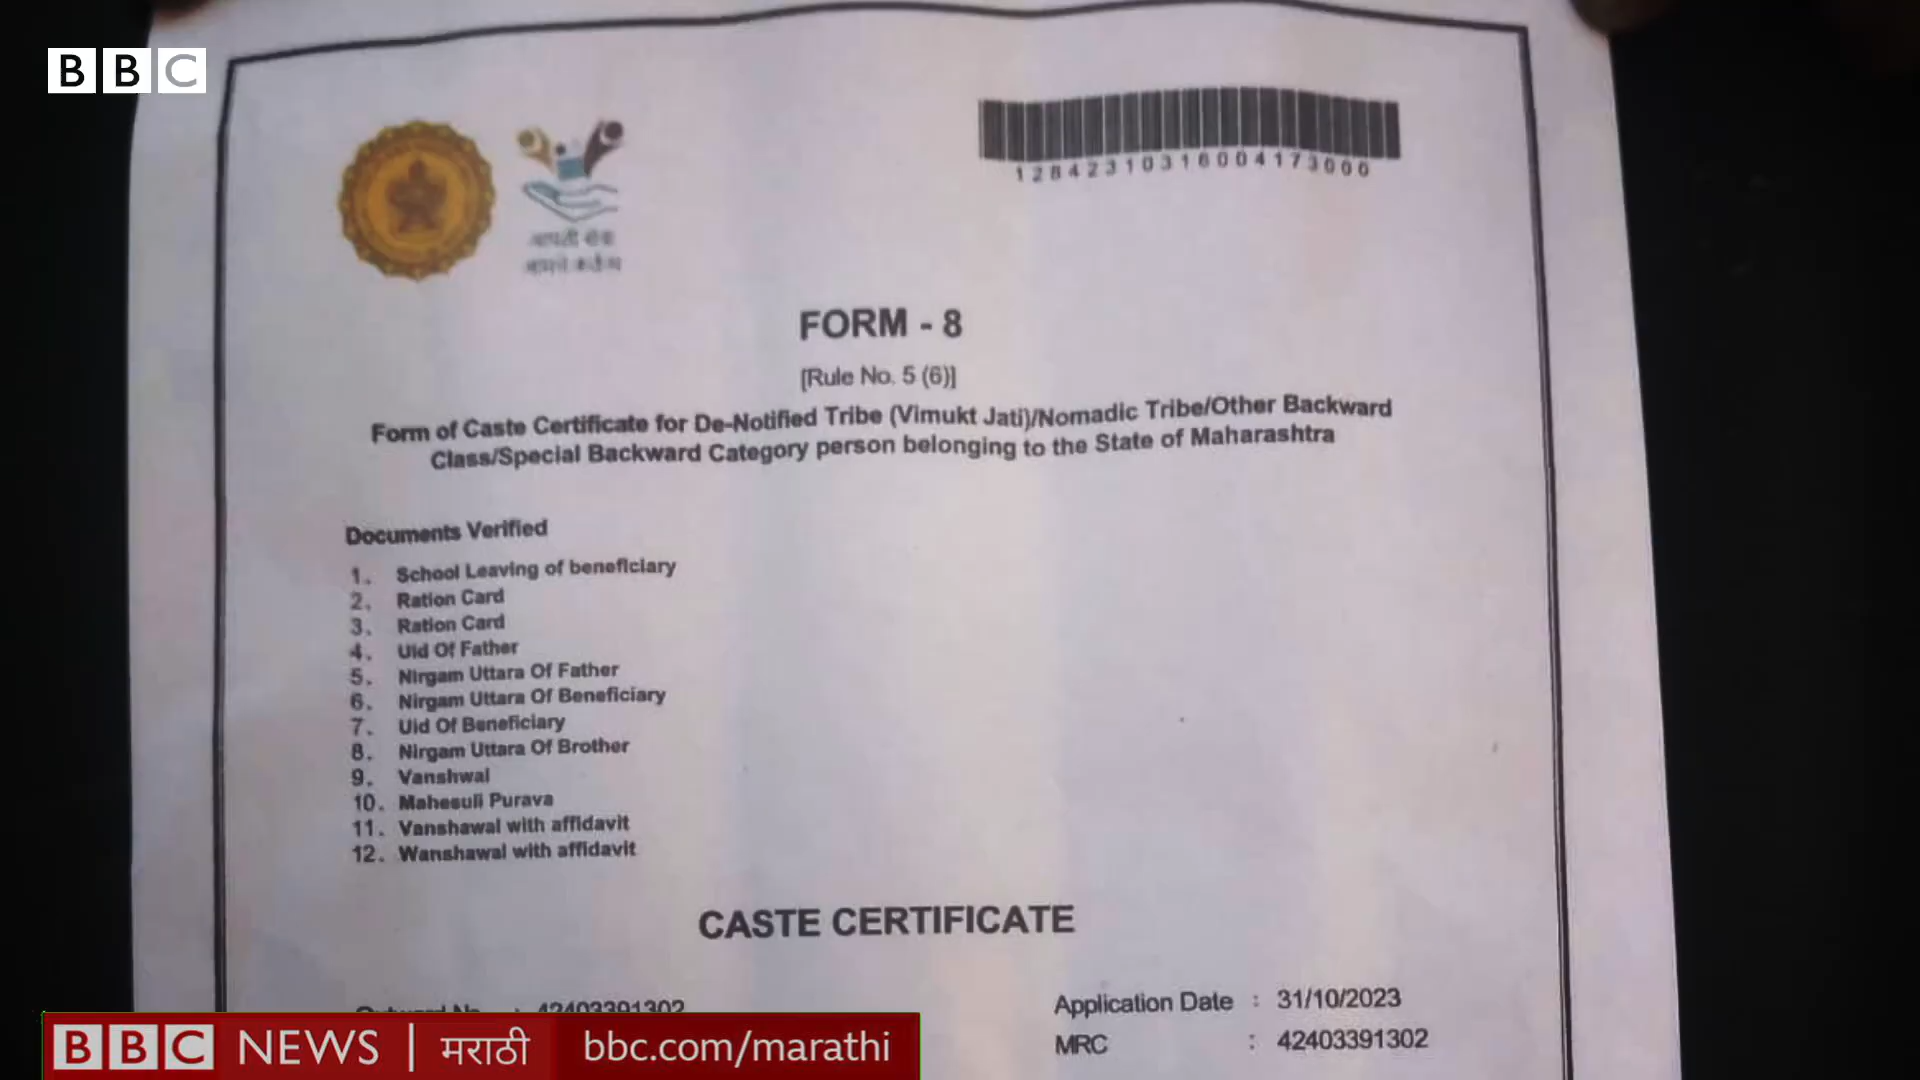 BBC
128423103160041730​00
आपली सेवा
आमचे कर्तव्य
FORM - 8
[Rule No. 5 (6)]
Form of Caste Certificate for De-Notified Tribe (Vimukt Jati)/Nomadic Tribe/Other Backward
Class/Special Backward Category person belonging to the State of Maharashtra
Documents Verified
1. School Leaving of beneficiary
2. Ration Card
3. Ration Card
4. Uid Of Father
5. Nirgam Uttara Of Father
6. Nirgam Uttara Of Beneficiary
7. Uid Of Beneficiary
8. Nirgam Uttara Of Brother
9. Vanshwal
10. Mahesuli Purava
11. Vanshawal with affidavit
12. Wanshawal with affidavit
CASTE CERTIFICATE
Outward No. : 42403391302
Application Date : 31/10/2023
MRC : 42403391302
BBC NEWS | मराठी bbc.com/marathi